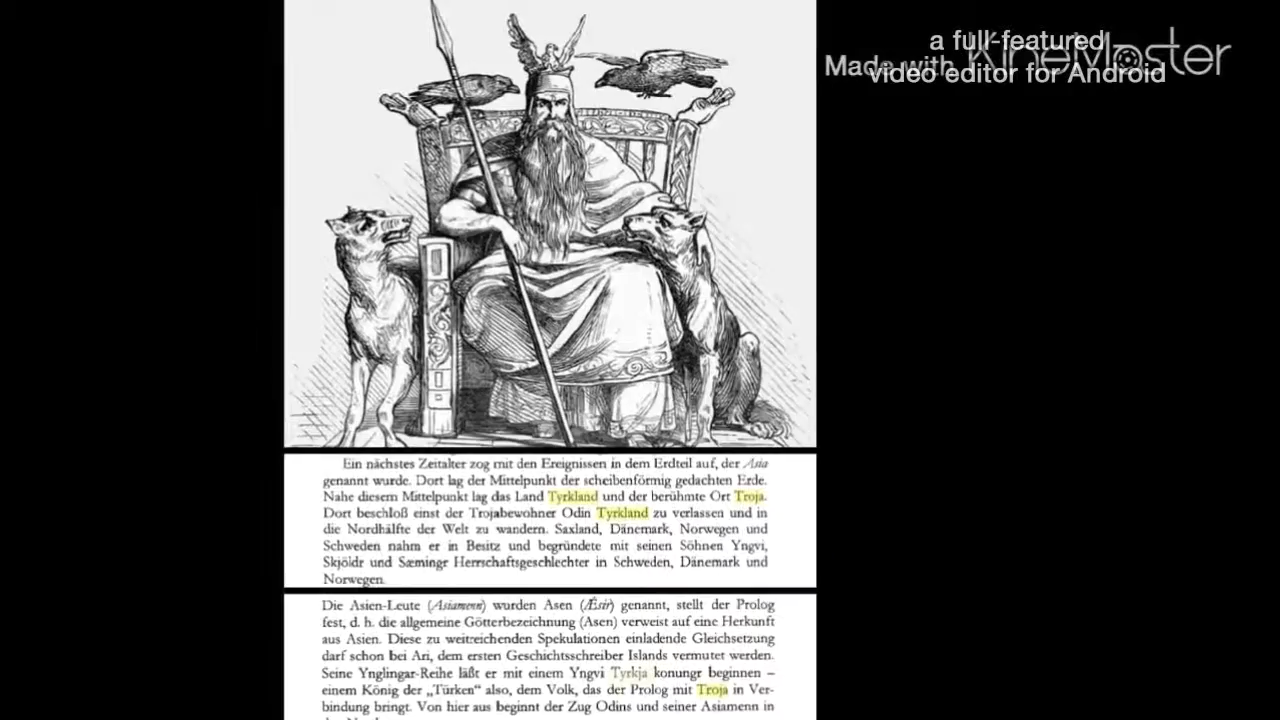 a full-featured
Made with KineMaster
video editor for Android
Ein nächstes Zeitalter zog mit den Ereignissen in dem Erdteil auf, der Asia
genannt wurde. Dort lag der Mittelpunkt der scheibenförmig gedachten Erde.
Nahe diesem Mittelpunkt lag das Land Tyrkland und der berühmte Ort Troja.
Dort beschloß einst der Trojabewohner Odin Tyrkland zu verlassen und in
die Nordhälfte der Welt zu wandern. Saxland, Dänemark, Norwegen und
Schweden nahm er in Besitz und begründete mit seinen Söhnen Yngvi,
Skjöldr und Sæmingr Herrschaftsgeschlechter in Schweden, Dänemark und
Norwegen.
Die Asien-Leute (Asiamenn) wurden Asen (Æsir) genannt, stellt der Prolog
fest, d. h. die allgemeine Götterbezeichnung (Asen) verweist auf eine Herkunft
aus Asien. Diese zu weitreichenden Spekulationen einladende Gleichsetzung
darf schon bei Ari, dem ersten Geschichtsschreiber Islands vermutet werden.
Seine Ynglingar-Reihe läßt er mit einem Yngvi Tyrkja konungr beginnen –
einem König der „Türken“ also, dem Volk, das der Prolog mit Troja in Ver-
bindung bringt. Von hier aus beginnt der Zug Odins und seiner Asiamenn in